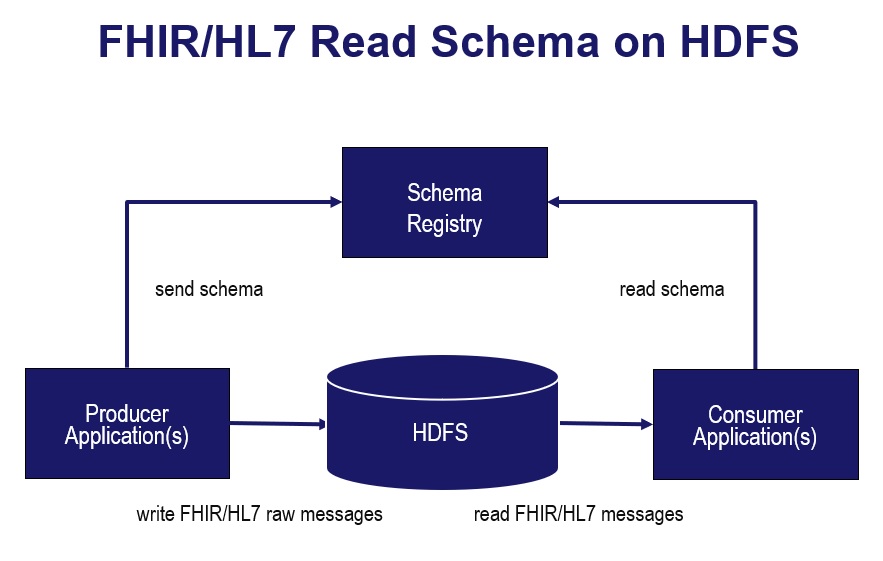 FHIR/HL7 Read Schema on HDFS
Schema
Registry
send schema
read schema
Producer
Application(s)
HDFS
Consumer
Application(s)
write FHIR/HL7 raw messages
read FHIR/HL7 messages